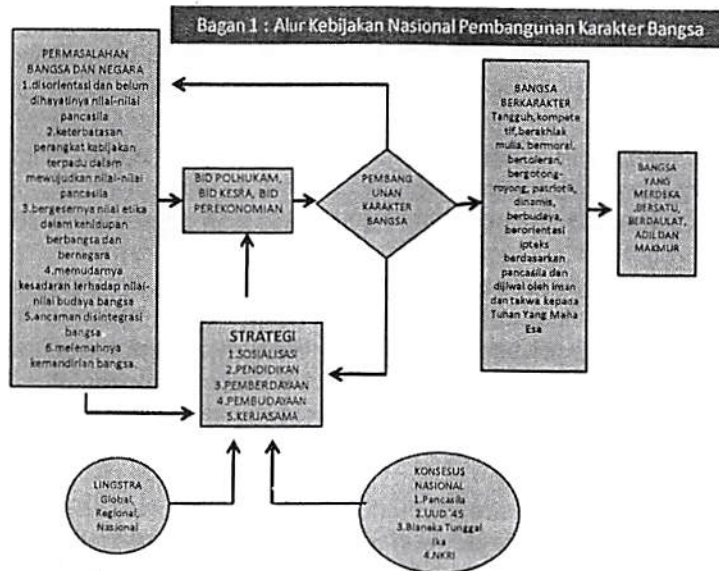 Bagan 1 : Alur Kebijakan Nasional Pembangunan Karakter Bangsa
PERMASALAHAN
BANGSA DAN NEGARA
1.disorientasi dan belum
dihayatinya nilai-nilai
pancasila
2.keterbatasan
perangkat kebijakan
terpadu dalam
mewujudkan nilai-nilai
pancasila
3.bergesernya nilai etika
dalam kehidupan
berbangsa dan
bernegara
4.memudarnya
kesadaran terhadap nilai-
nilai budaya bangsa
5.ancaman disintegrasi
bangsa
6.melemahnya
kemandirian bangsa.
BID POLHUKAM,
BID KESRA, BID
PEREKONOMIAN
PEMBANG
UNAN
KARAKTER
BANGSA
BANGSA
BERKARAKTER
Tangguh,kompete
tif,berakhlak
mulia, bermoral,
bertoleran,
bergotong-
royong, patriotik,
dinamis,
berbudaya,
berorientasi
ipteks
berdasarkan
pancasila dan
dijiwai oleh iman
dan takwa kepada
Tuhan Yang Maha
Esa
BANGSA
YANG
MERDEKA
,BERSATU,
BERDAULAT,
ADIL DAN
MAKMUR
STRATEGI
1.SOSIALISASI
2.PENDIDIKAN
3.PEMBERDAYAAN
4.PEMBUDAYAAN
5.KERJASAMA
LINGSTRA
Global,
Regional,
Nasional
KONSESUS
NASIONAL
1.Pancasila
2.UUD '45
3.Bianeka Tunggal
Ika
4.NKRI